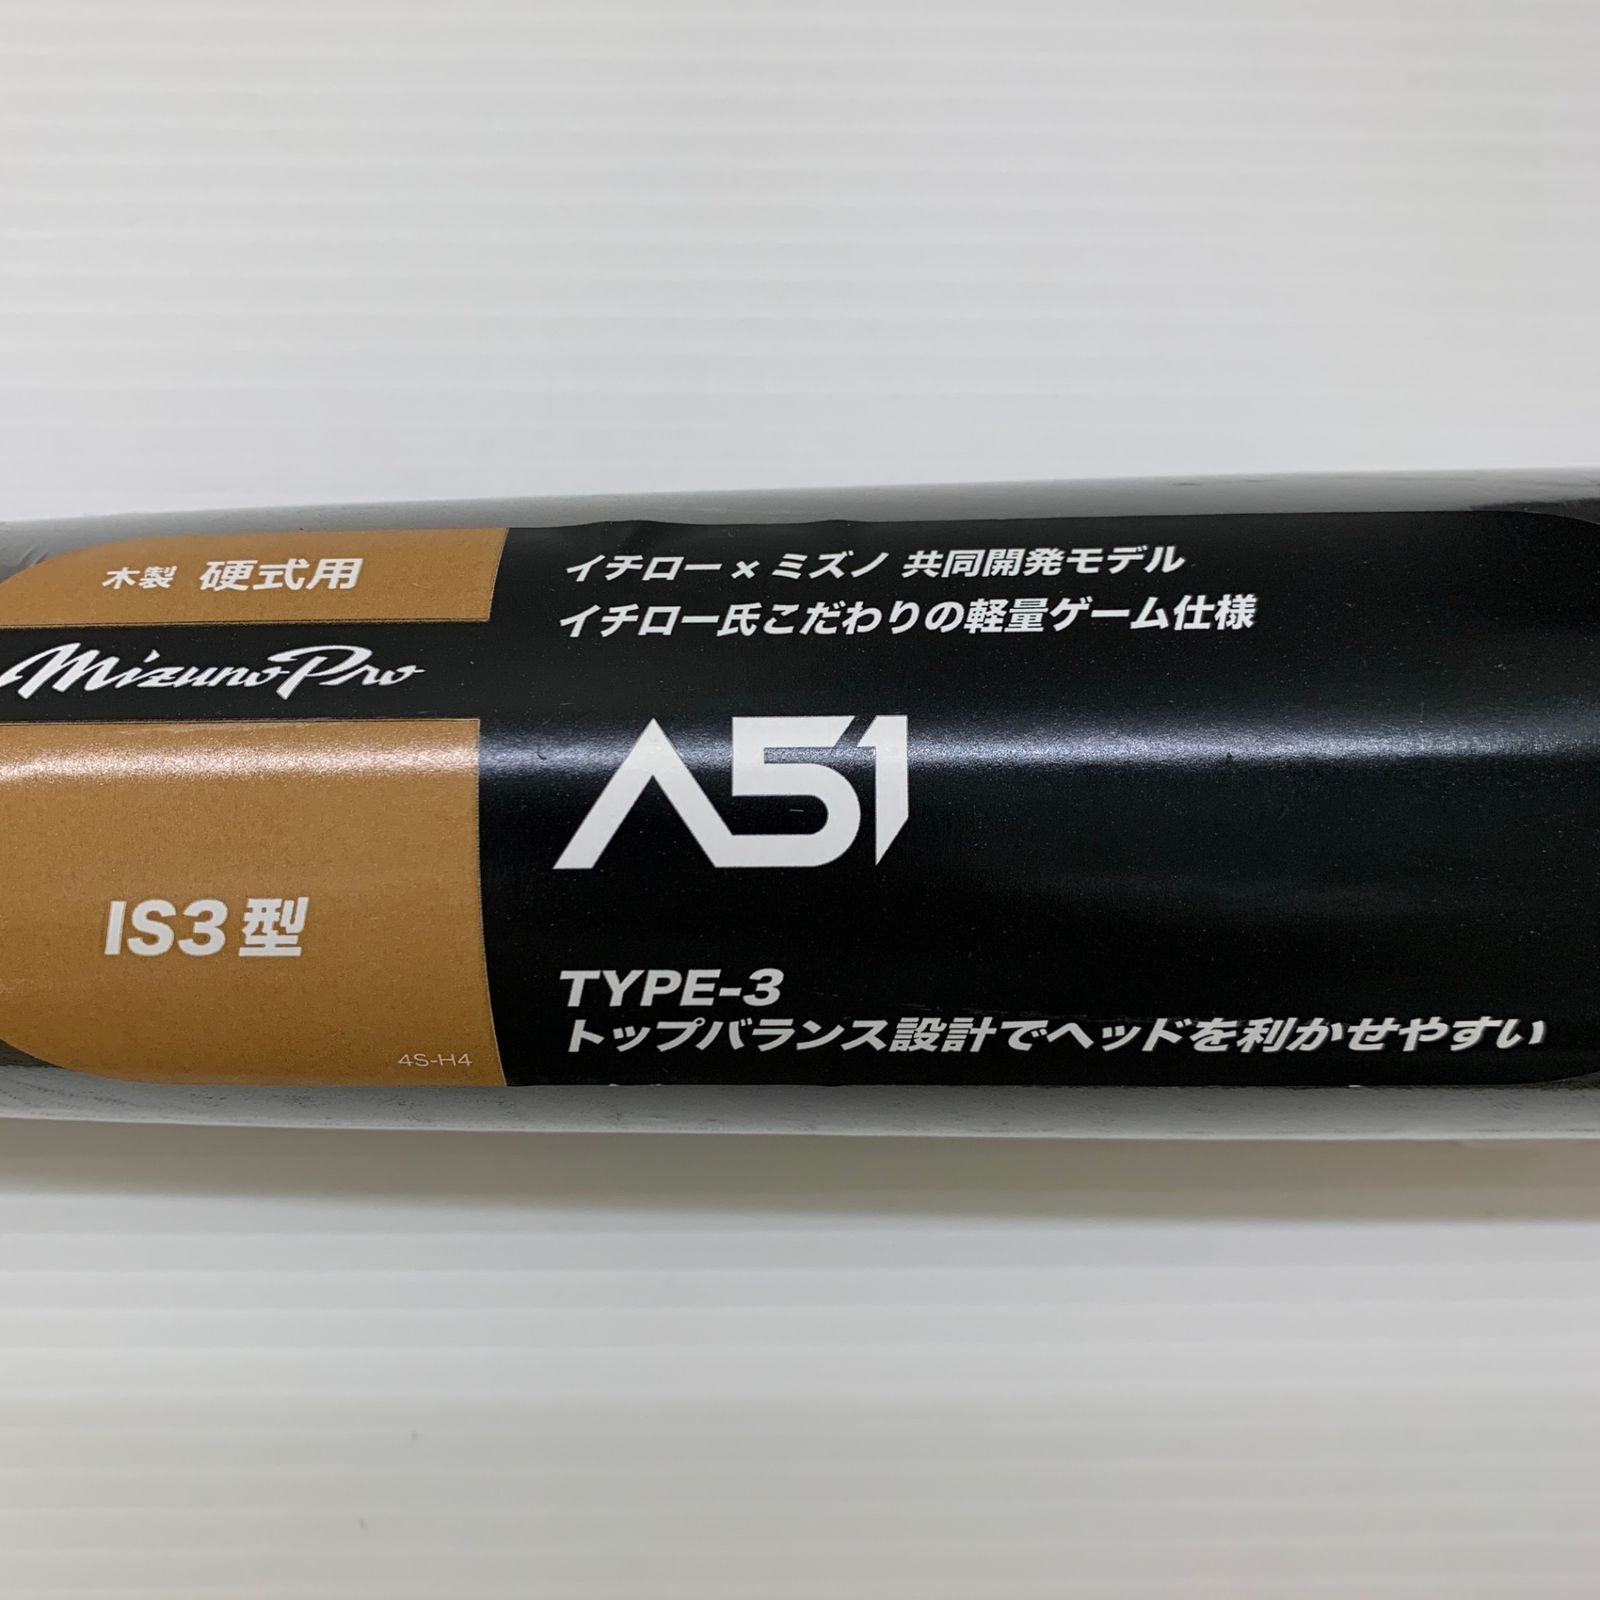 木製 硬式用
Mizuno Pro
IS3型
4S-H4
イチロー×ミズノ 共同開発モデル
イチロー氏こだわりの軽量ゲーム仕様
A51
TYPE-3
トップバランス設計でヘッドを利かせやすい